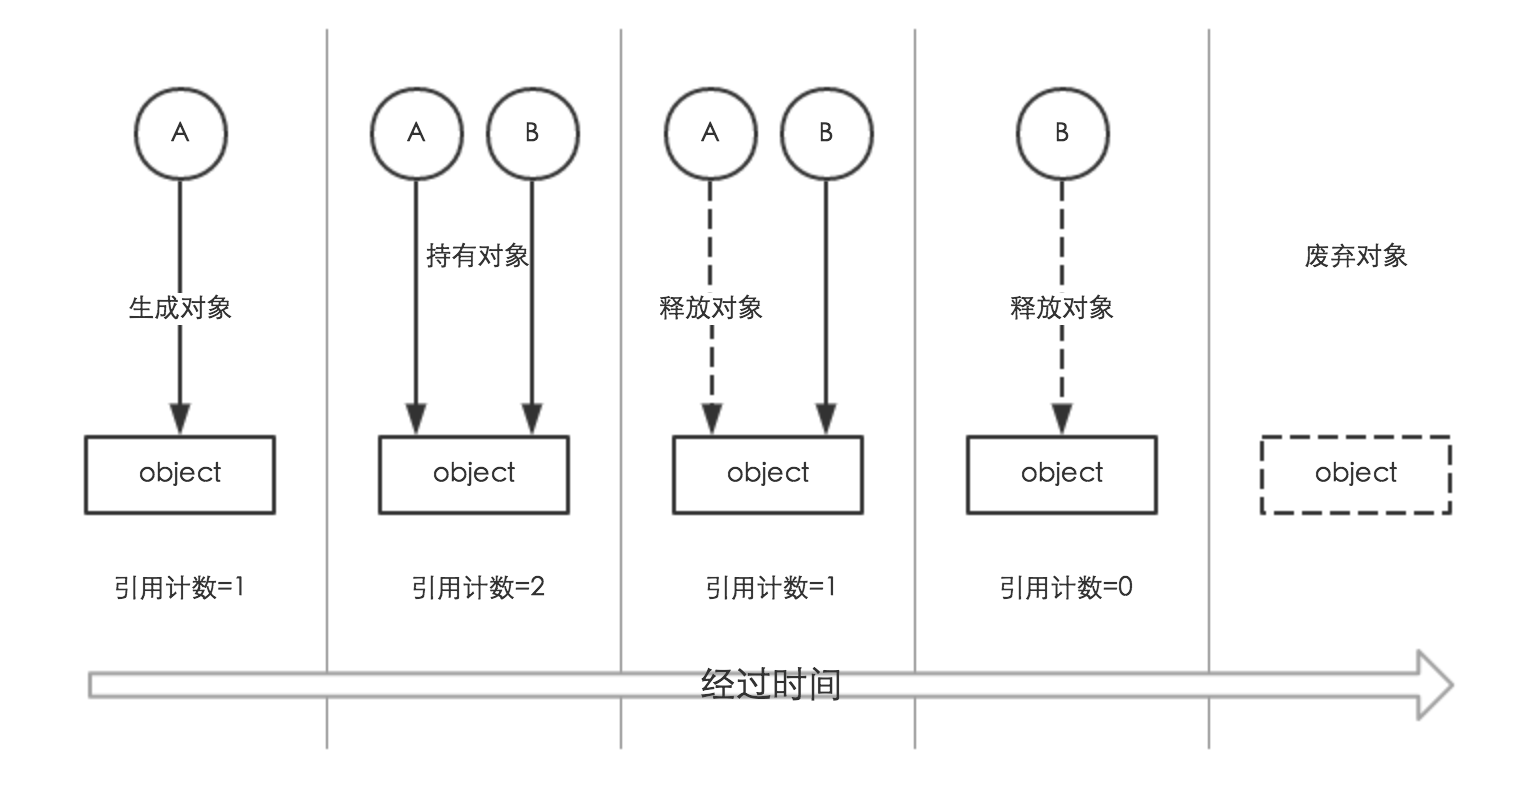 A
A
B
A
B
B
持有对象
废弃对象
生成对象
释放对象
释放对象
object
object
object
object
object
引用计数=1
引用计数=2
引用计数=1
引用计数=0
经过时间